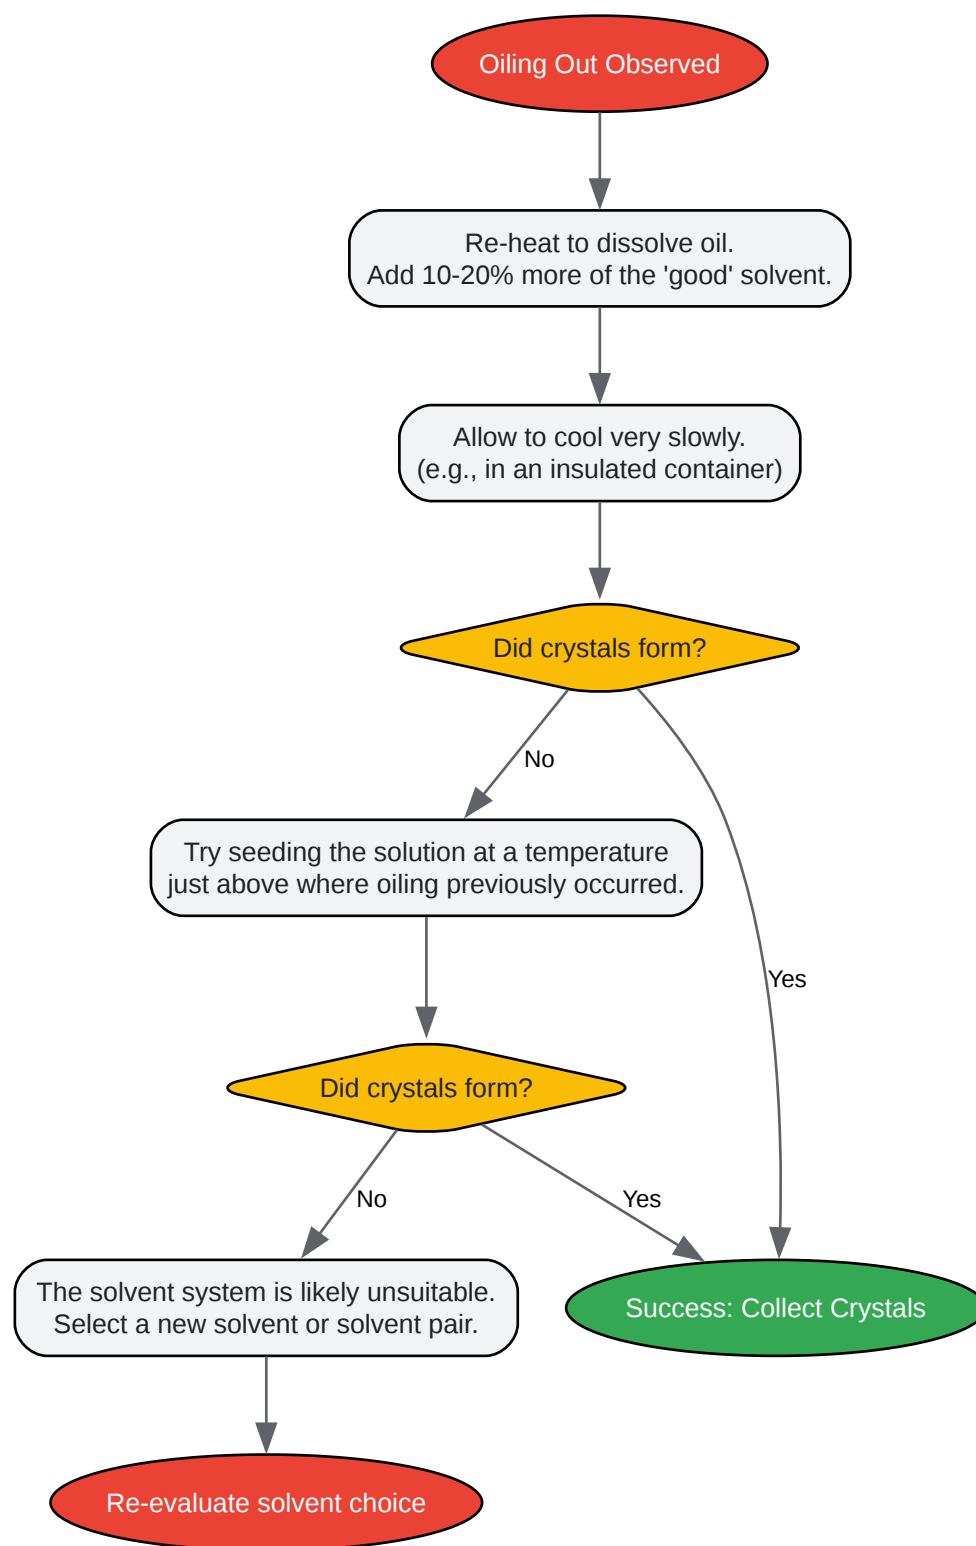 Oiling Out Observed
Re-heat to dissolve oil.
Add 10-20% more of the 'good' solvent.
Allow to cool very slowly.
(e.g., in an insulated container)
Did crystals form?
No
Yes
Try seeding the solution at a temperature
just above where oiling previously occurred.
Did crystals form?
No
Yes
The solvent system is likely unsuitable.
Select a new solvent or solvent pair.
Success: Collect Crystals
Re-evaluate solvent choice